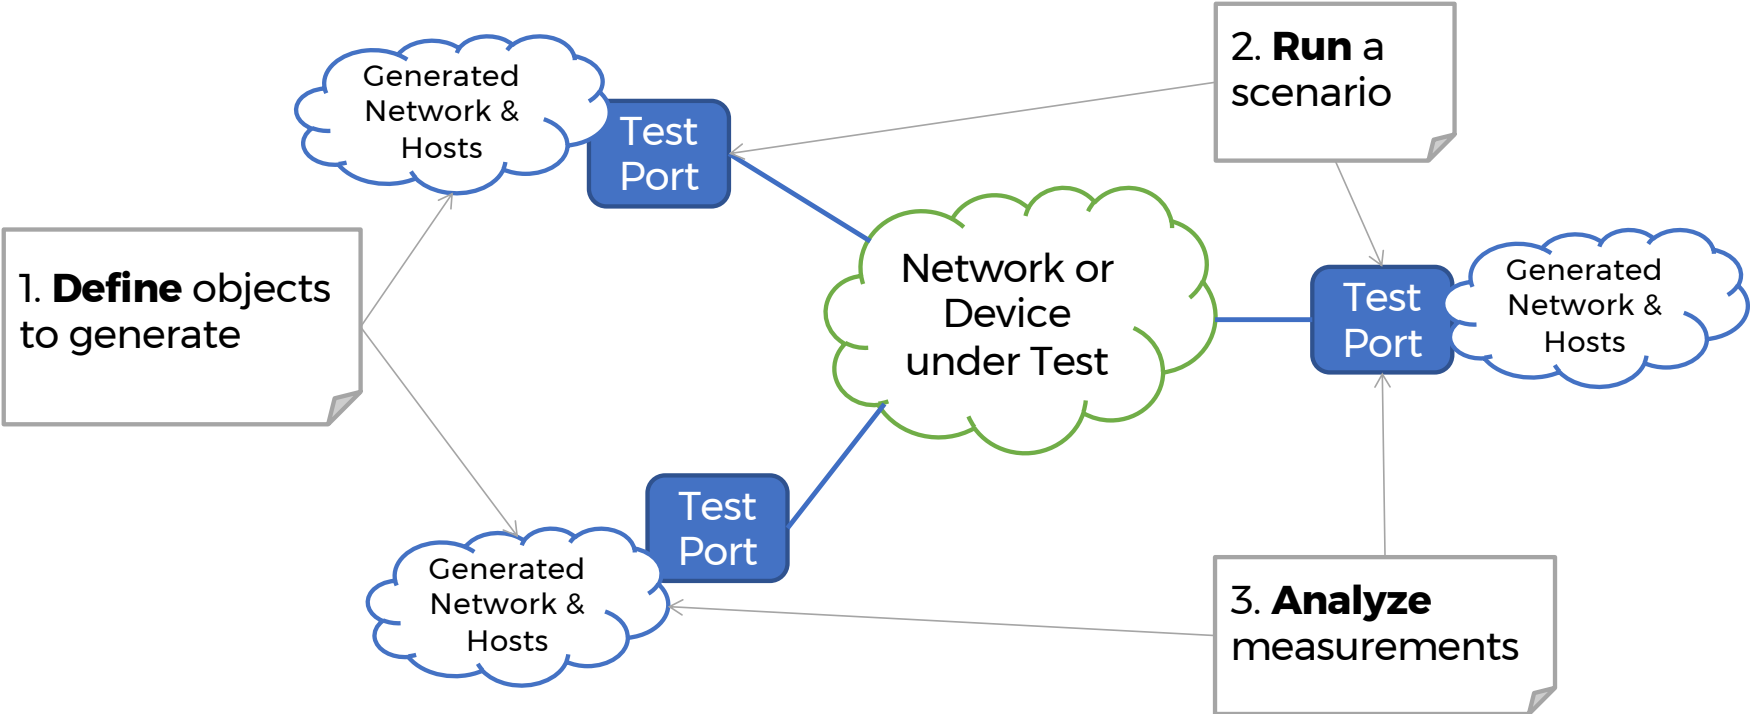 Generated
Network &
Hosts
Test
Port
2. Run a
scenario
1. Define objects
to generate
Network or
Device
under Test
Test
Port
Generated
Network &
Hosts
Test
Port
Generated
Network &
Hosts
3. Analyze
measurements